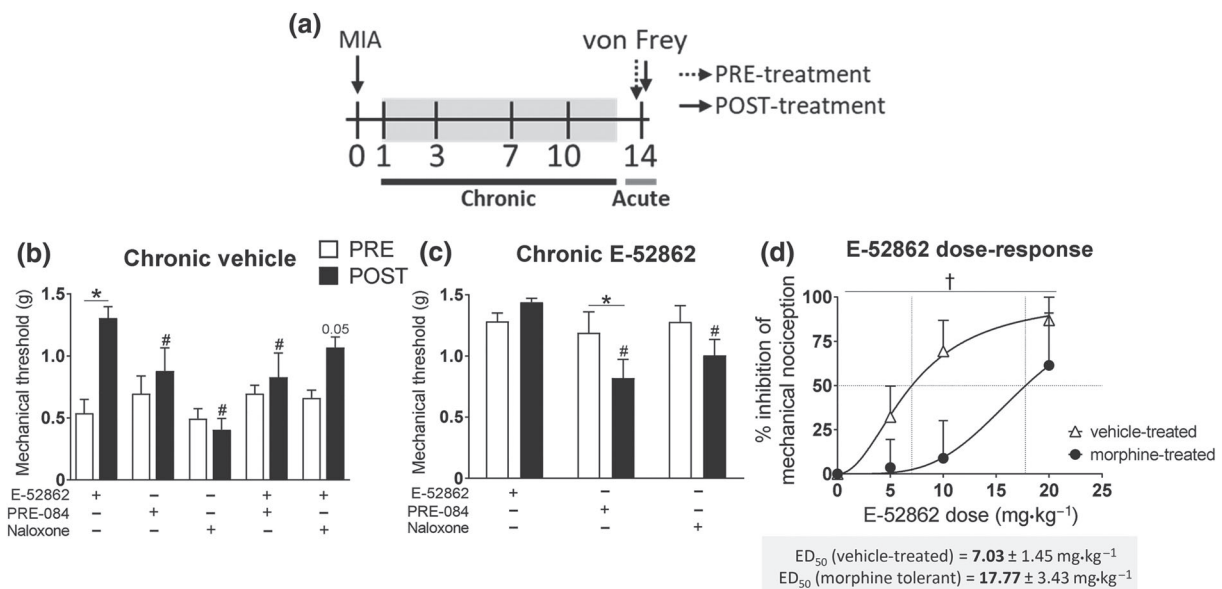 (a)
MIA
von Frey
PRE-treatment
POST-treatment
0 1 3 7 10 14
Chronic Acute
(b) Chronic vehicle
PRE
POST
Mechanical threshold (g)
1.5
1.0
0.5
0
*
#
#
#
0.05
E-52862 + – – + +
PRE-084 – + – + –
Naloxone – – + – +
(c) Chronic E-52862
Mechanical threshold (g)
1.5
1.0
0.5
0
*
#
#
E-52862 + – –
PRE-084 – + –
Naloxone – – +
(d) E-52862 dose-response
†
% inhibition of
mechanical nociception
100
75
50
25
0
0 5 10 15 20 25
E-52862 dose (mg·kg⁻¹)
vehicle-treated
morphine-treated
ED₅₀ (vehicle-treated) = 7.03 ± 1.45 mg·kg⁻¹
ED₅₀ (morphine tolerant) = 17.77 ± 3.43 mg·kg⁻¹